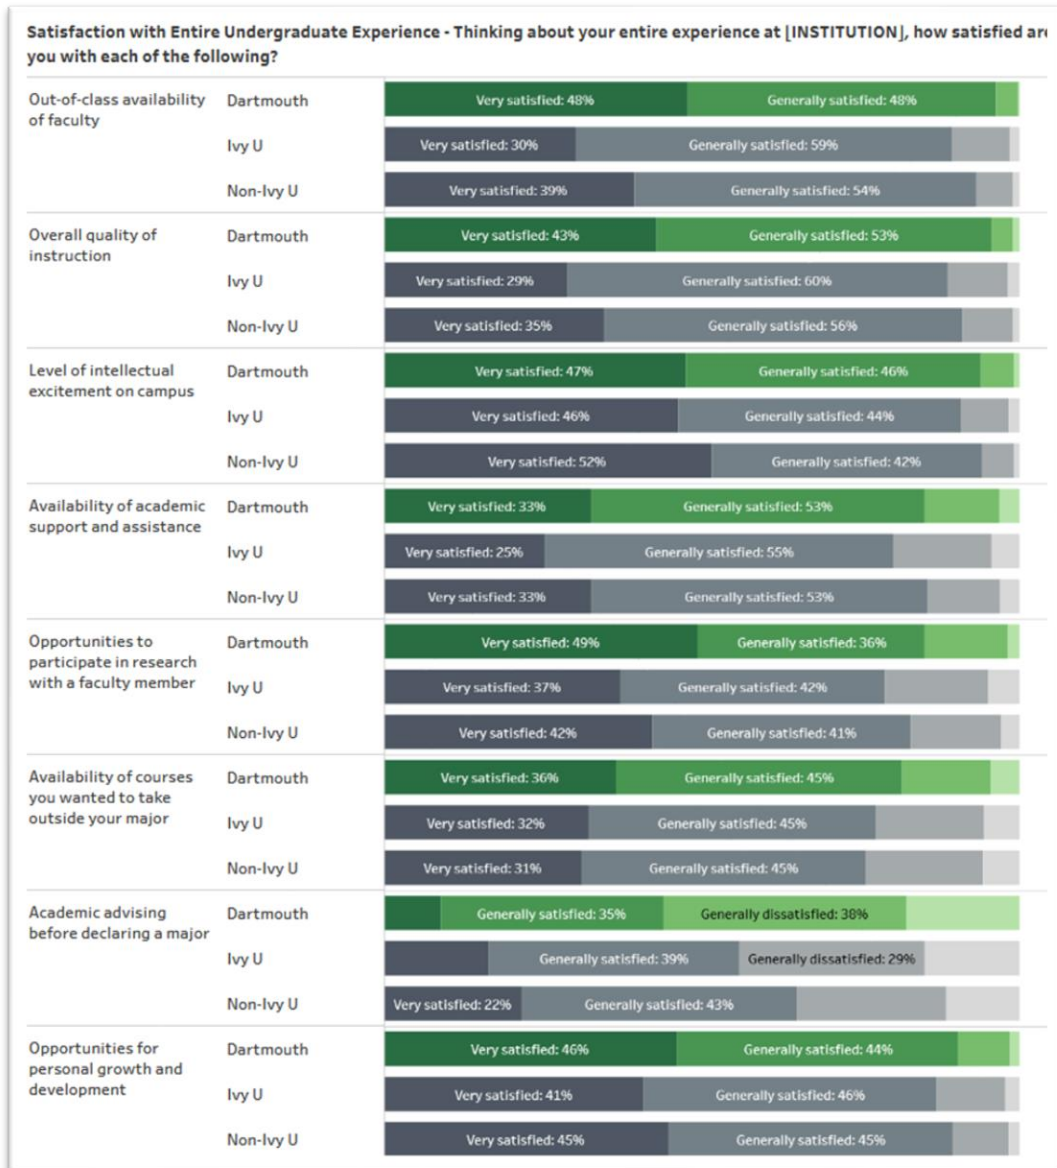 Satisfaction with Entire Undergraduate Experience - Thinking about your entire experience at [INSTITUTION], how satisfied are
you with each of the following?
Out-of-class availability
of faculty
Dartmouth Very satisfied: 48% Generally satisfied: 48%
Ivy U Very satisfied: 30% Generally satisfied: 59%
Non-Ivy U Very satisfied: 39% Generally satisfied: 54%
Overall quality of
instruction
Dartmouth Very satisfied: 43% Generally satisfied: 53%
Ivy U Very satisfied: 29% Generally satisfied: 60%
Non-Ivy U Very satisfied: 35% Generally satisfied: 56%
Level of intellectual
excitement on campus
Dartmouth Very satisfied: 47% Generally satisfied: 46%
Ivy U Very satisfied: 46% Generally satisfied: 44%
Non-Ivy U Very satisfied: 52% Generally satisfied: 42%
Availability of academic
support and assistance
Dartmouth Very satisfied: 33% Generally satisfied: 53%
Ivy U Very satisfied: 25% Generally satisfied: 55%
Non-Ivy U Very satisfied: 33% Generally satisfied: 53%
Opportunities to
participate in research
with a faculty member
Dartmouth Very satisfied: 49% Generally satisfied: 36%
Ivy U Very satisfied: 37% Generally satisfied: 42%
Non-Ivy U Very satisfied: 42% Generally satisfied: 41%
Availability of courses
you wanted to take
outside your major
Dartmouth Very satisfied: 36% Generally satisfied: 45%
Ivy U Very satisfied: 32% Generally satisfied: 45%
Non-Ivy U Very satisfied: 31% Generally satisfied: 45%
Academic advising
before declaring a major
Dartmouth Generally satisfied: 35% Generally dissatisfied: 38%
Ivy U Generally satisfied: 39% Generally dissatisfied: 29%
Non-Ivy U Very satisfied: 22% Generally satisfied: 43%
Opportunities for
personal growth and
development
Dartmouth Very satisfied: 46% Generally satisfied: 44%
Ivy U Very satisfied: 41% Generally satisfied: 46%
Non-Ivy U Very satisfied: 45% Generally satisfied: 45%